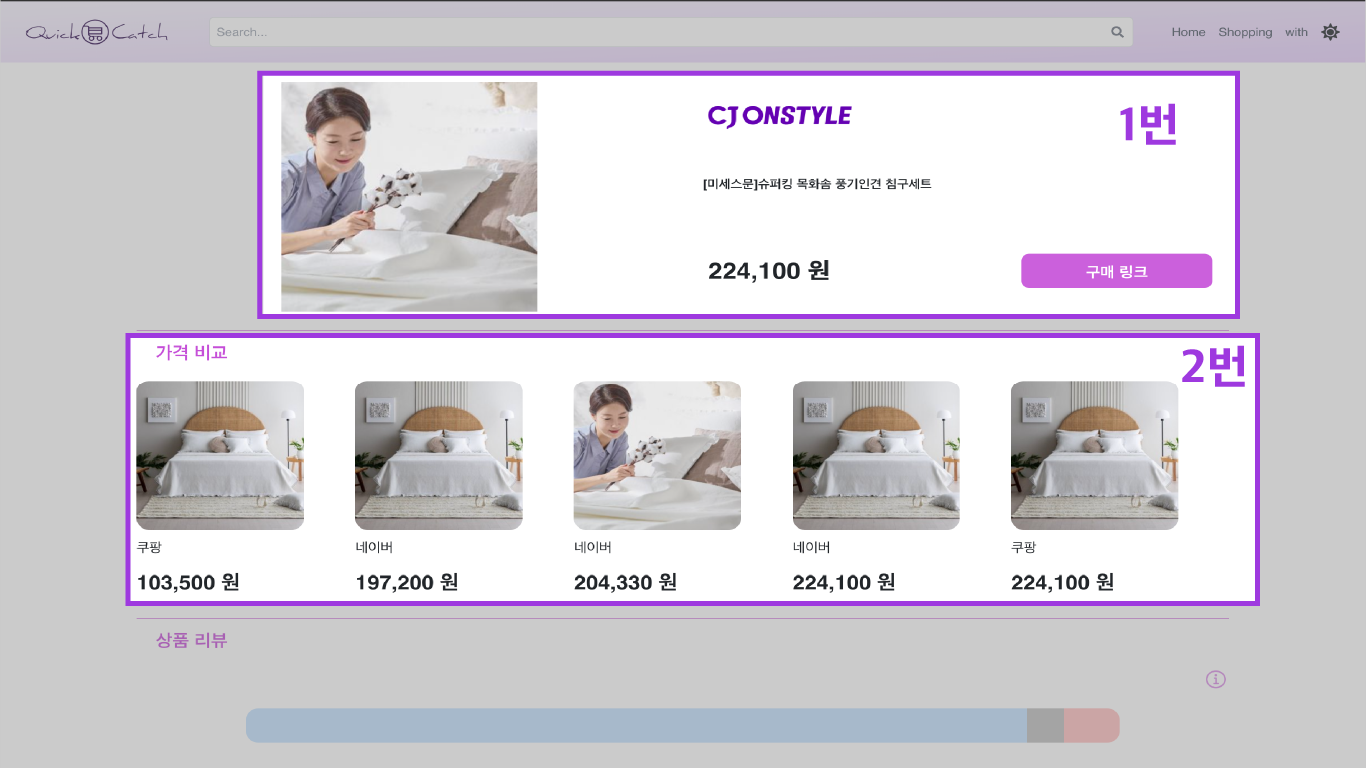 Quick Catch
Search...
Home Shopping with
CJ ONSTYLE
1번
[미세스문]슈퍼킹 목화솜 풍기인견 침구세트
224,100 원
구매 링크
가격 비교
2번
쿠팡 네이버 네이버 네이버 쿠팡
103,500 원 197,200 원 204,330 원 224,100 원 224,100 원
상품 리뷰